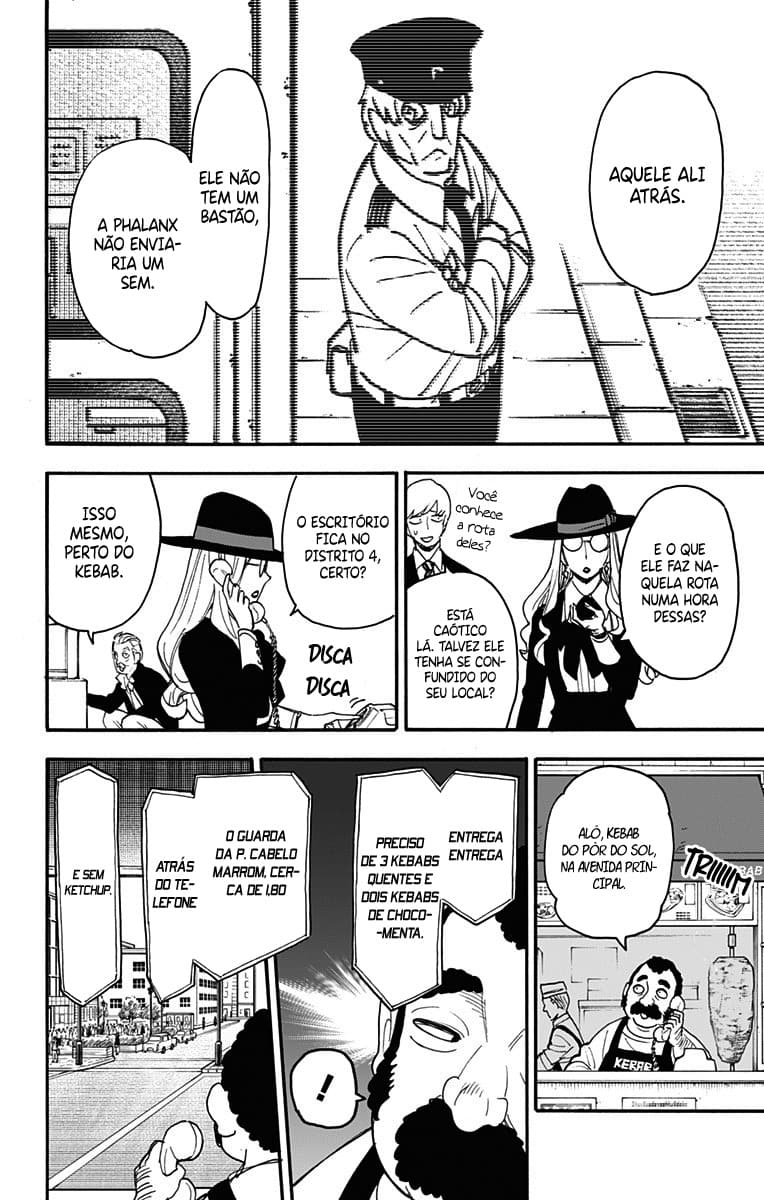 AQUELE ALI
ATRÁS.
ELE NÃO
TEM UM
BASTÃO,
A PHALANX
NÃO ENVIA-
RIA UM
SEM.
E O QUE
ELE FAZ NA-
QUELA ROTA
NUMA HORA
DESSAS?
Você
conhece
a rota
deles?
ESTÁ
CAÓTICO
LÁ. TALVEZ ELE
TENHA SE CON-
FUNDIDO DO
SEU LOCAL?
O ESCRITÓRIO
FICA NO
DISTRITO 4,
CERTO?
DISCA
DISCA
ISSO
MESMO,
PERTO DO
KEBAB.
ALÔ, KEBAB
DO PÔR DO SOL,
NA AVENIDA PRIN-
CIPAL.
TRIIIIIM
KEBAB
ENTREGA
ENTREGA
PRECISO
DE 3 KEBABS
QUENTES E
DOIS KEBABS
DE CHOCO-
-MENTA.
!
O GUARDA
DA P. CABELO
MARROM, CER-
CA DE 1,80
ATRÁS
DO TE-
LEFONE
E SEM
KETCHUP.